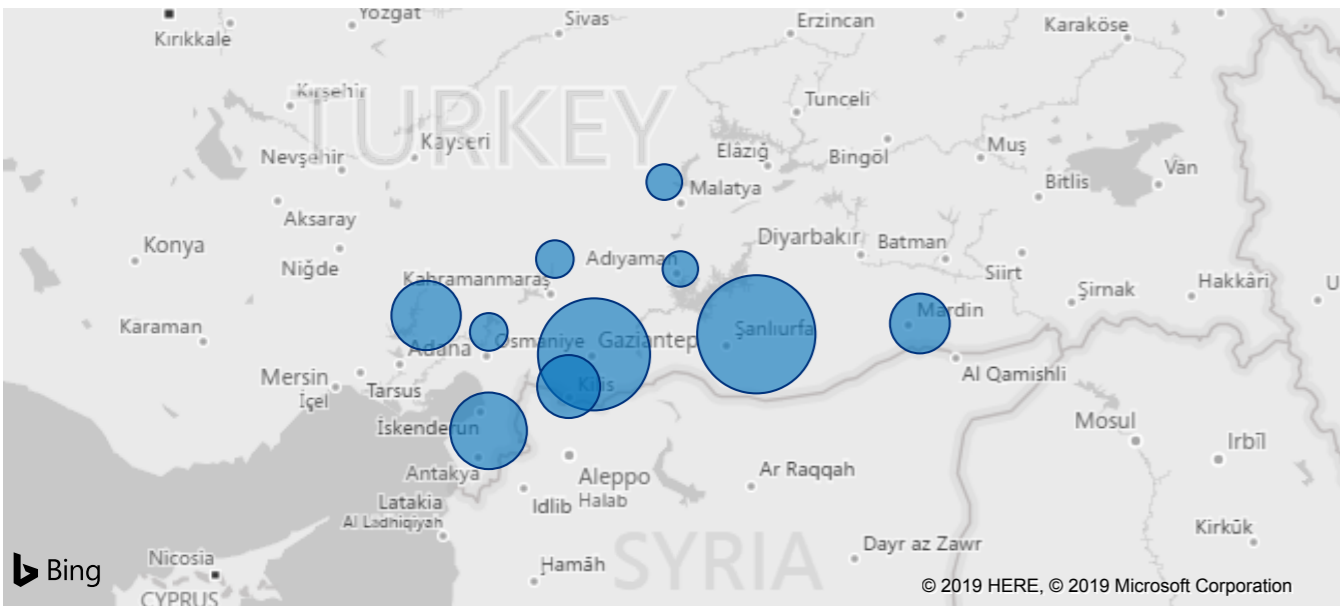 Yozgat
Sivas
Erzincan
Karaköse
Kırıkkale
Kırşehir
TURKEY
Tunceli
Kayseri
Nevşehir
Elâzığ
Bingöl
Muş
Van
Malatya
Bitlis
Aksaray
Konya
Niğde
Adıyaman
Diyarbakır
Batman
Siirt
Kahramanmaraş
Şırnak
Hakkâri
U
Karaman
Osmaniye
Gaziantep
Şanlıurfa
Mardin
Adana
Mersin
İçel
Tarsus
Kilis
Al Qamishli
İskenderun
Mosul
Irbīl
Antakya
Aleppo
Halab
Ar Raqqah
Latakia
Al Ladhiqiyah
Idlib
Kirkūk
Nicosia
Ḩamāh
SYRIA
Dayr az Zawr
Bing
CYPRUS
© 2019 HERE, © 2019 Microsoft Corporation